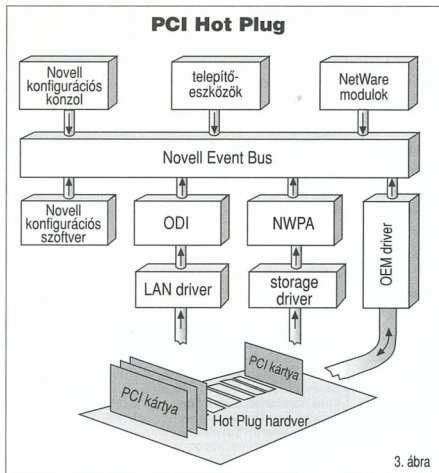 PCI Hot Plug
Novell
konfigurációs
konzol
telepítő-
eszközök
NetWare
modulok
Novell Event Bus
Novell
konfigurációs
szoftver
ODI
NWPA
OEM driver
LAN driver
storage
driver
PCI kártya
PCI kártya
Hot Plug hardver
3. ábra